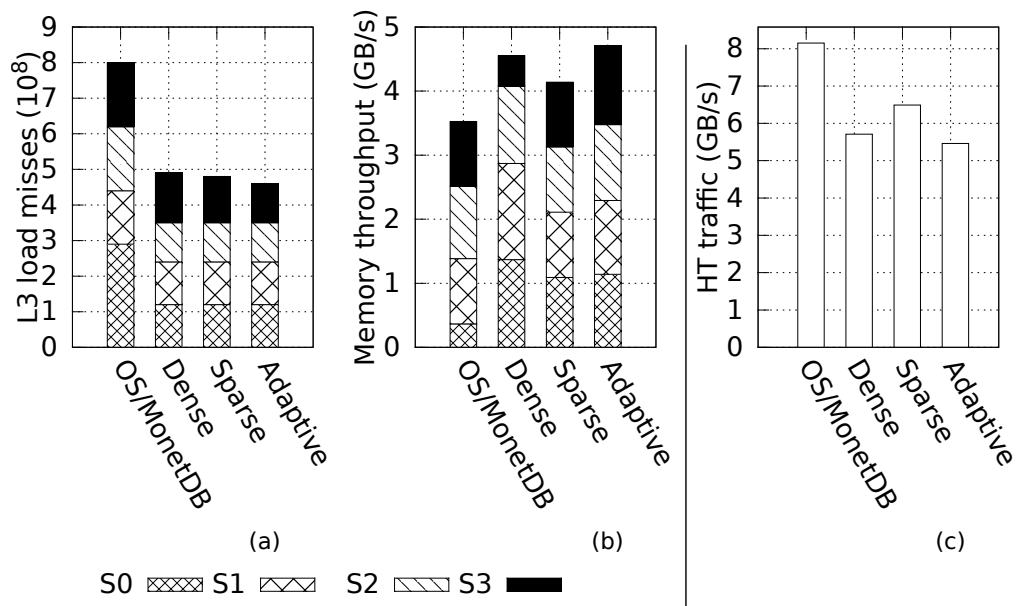 L3 load misses (10^8)
9
8
7
6
5
4
3
2
1
0
OS/MonetDB
Dense
Sparse
Adaptive
(a)
Memory throughput (GB/s)
5
4
3
2
1
0
OS/MonetDB
Dense
Sparse
Adaptive
(b)
HT traffic (GB/s)
8
7
6
5
4
3
2
1
0
OS/MonetDB
Dense
Sparse
Adaptive
(c)
S0 S1 S2 S3